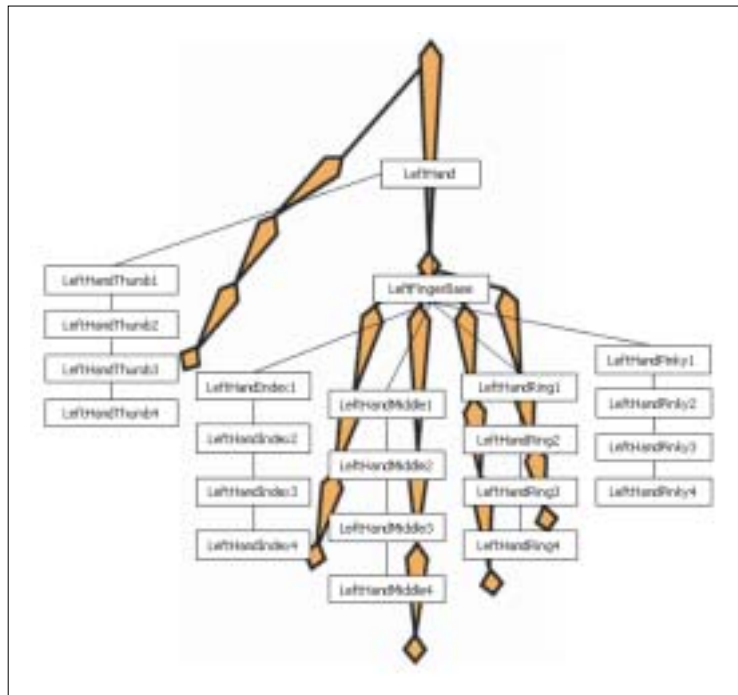 LeftHand
LeftHandThumb1
LeftHandThumb2
LeftHandThumb3
LeftHandThumb4
LeftFingerBase
LeftHandIndex1
LeftHandIndex2
LeftHandIndex3
LeftHandIndex4
LeftHandMiddle1
LeftHandMiddle2
LeftHandMiddle3
LeftHandMiddle4
LeftHandRing1
LeftHandRing2
LeftHandRing3
LeftHandRing4
LeftHandPinky1
LeftHandPinky2
LeftHandPinky3
LeftHandPinky4